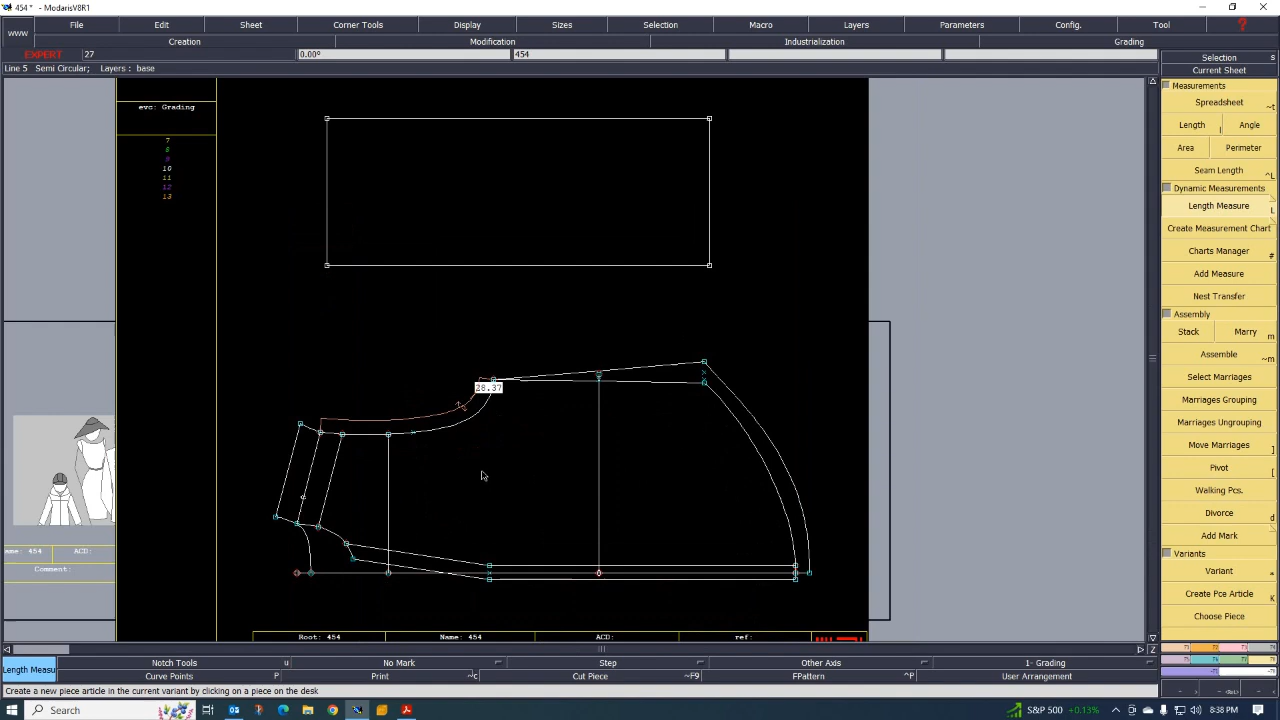 454 * - ModarisV8R1
www File Edit Sheet Corner Tools Display Sizes Selection Macro Layers Parameters Config. Tool ?
Creation Modification Industrialization Grading
EXPERT 27 0.00° 454
Line 5 Semi Circular; Layers : base
Selection s
Current Sheet
Measurements
Spreadsheet ~t
Length l Angle
Area Perimeter
Seam Length ^L
Dynamic Measurements
Length Measure L
Create Measurement Chart
Charts Manager #
Add Measure
Nest Transfer
Assembly
Stack Marry m
Assemble ~m
Select Marriages
Marriages Grouping
Marriages Ungrouping
Move Marriages ]
Pivot [
Walking Pcs.
Divorce d
Add Mark
Variants
Variant *
Create Pce Article K
Choose Piece
evc: Grading
7
8
9
10
11
12
13
28.37
ame: 454 ACD:
Comment:
Root: 454 Name: 454 ACD: ref:
Z
Length Measu Notch Tools u No Mark Step Other Axis 1- Grading
Alignment P Print ~^c Cut Piece ~F9 FPattern ^P User Arrangement
Create a new piece article in the current variant by clicking on a piece on the desk
Search
S&P 500 +0.13% 8:38 PM